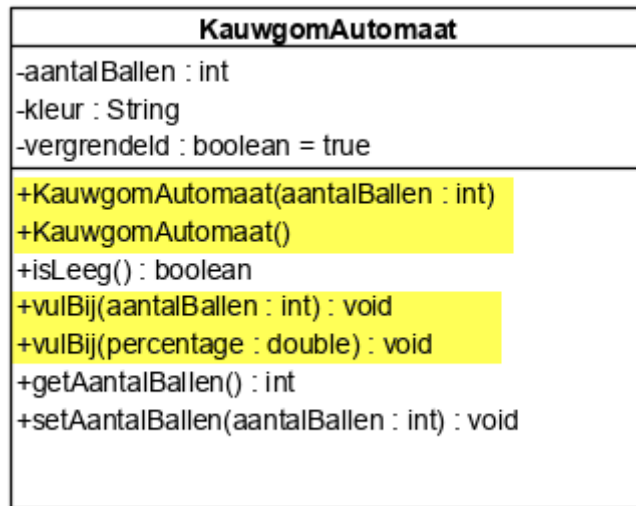 KauwgomAutomaat
-aantalBallen : int
-kleur : String
-vergrendeld : boolean = true
+KauwgomAutomaat(aantalBallen : int)
+KauwgomAutomaat()
+isLeeg() : boolean
+vulBij(aantalBallen : int) : void
+vulBij(percentage : double) : void
+getAantalBallen() : int
+setAantalBallen(aantalBallen : int) : void